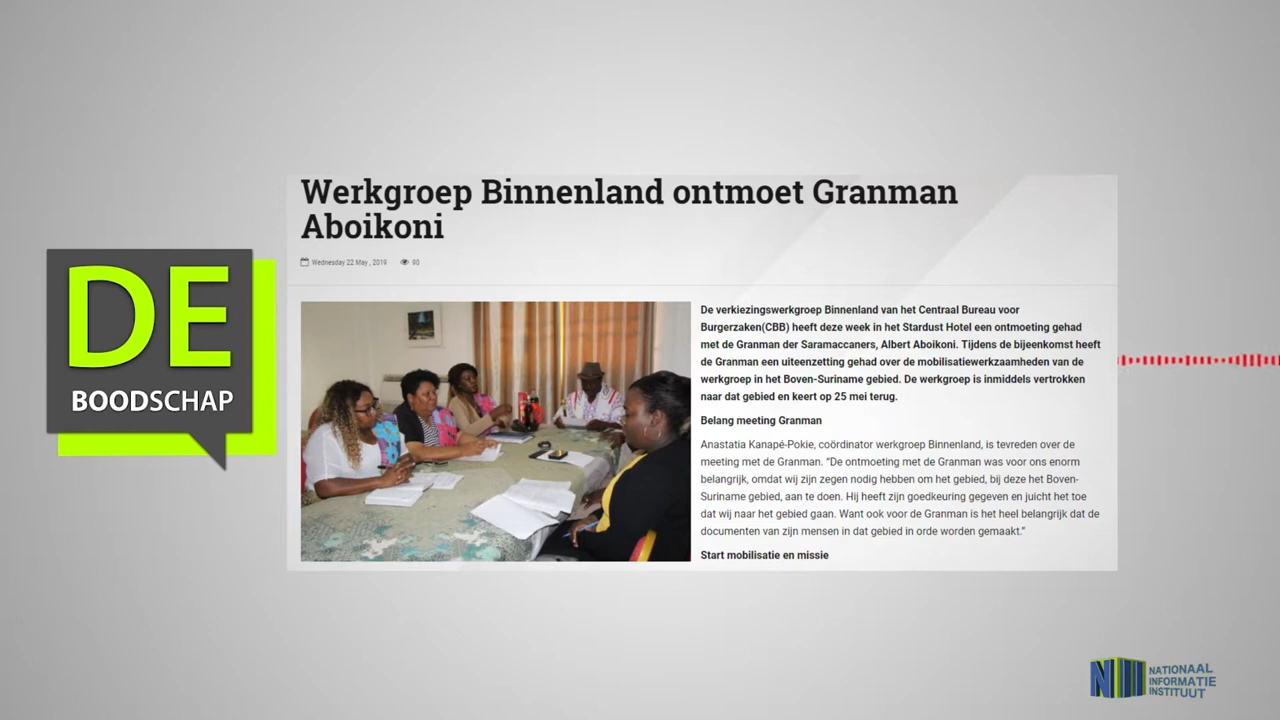 DE
BOODSCHAP
Werkgroep Binnenland ontmoet Granman
Aboikoni
Wednesday 22 May , 2019 90
De verkiezingswerkgroep Binnenland van het Centraal Bureau voor
Burgerzaken(CBB) heeft deze week in het Stardust Hotel een ontmoeting gehad
met de Granman der Saramaccaners, Albert Aboikoni. Tijdens de bijeenkomst heeft
de Granman een uiteenzetting gehad over de mobilisatiewerkzaamheden van de
werkgroep in het Boven-Suriname gebied. De werkgroep is inmiddels vertrokken
naar dat gebied en keert op 25 mei terug.
Belang meeting Granman
Anastatia Kanapé-Pokie, coördinator werkgroep Binnenland, is tevreden over de
meeting met de Granman. “De ontmoeting met de Granman was voor ons enorm
belangrijk, omdat wij zijn zegen nodig hebben om het gebied, bij deze het Boven-
Suriname gebied, aan te doen. Hij heeft zijn goedkeuring gegeven en juicht het toe
dat wij naar het gebied gaan. Want ook voor de Granman is het heel belangrijk dat de
documenten van zijn mensen in dat gebied in orde worden gemaakt.”
Start mobilisatie en missie
NII
NATIONAAL
INFORMATIE
INSTITUUT